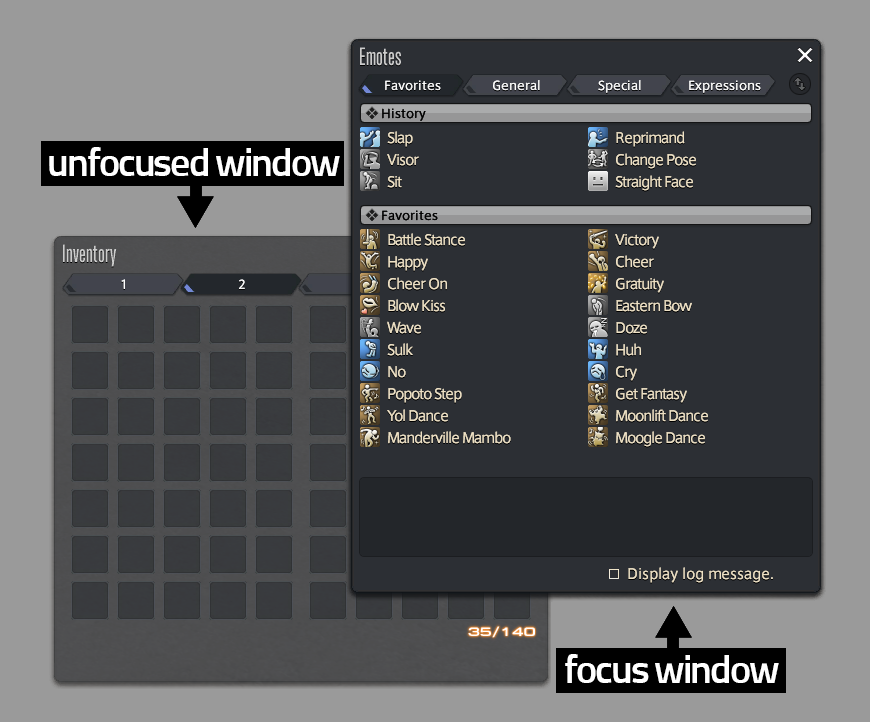 Emotes
Favorites General Special Expressions
History
Slap Reprimand
Visor Change Pose
Sit Straight Face
Favorites
Battle Stance Victory
Happy Cheer
Cheer On Gratuity
Blow Kiss Eastern Bow
Wave Doze
Sulk Huh
No Cry
Popoto Step Get Fantasy
Yol Dance Moonlift Dance
Manderville Mambo Moogle Dance
Display log message.
unfocused window
Inventory
1 2
35/140
focus window